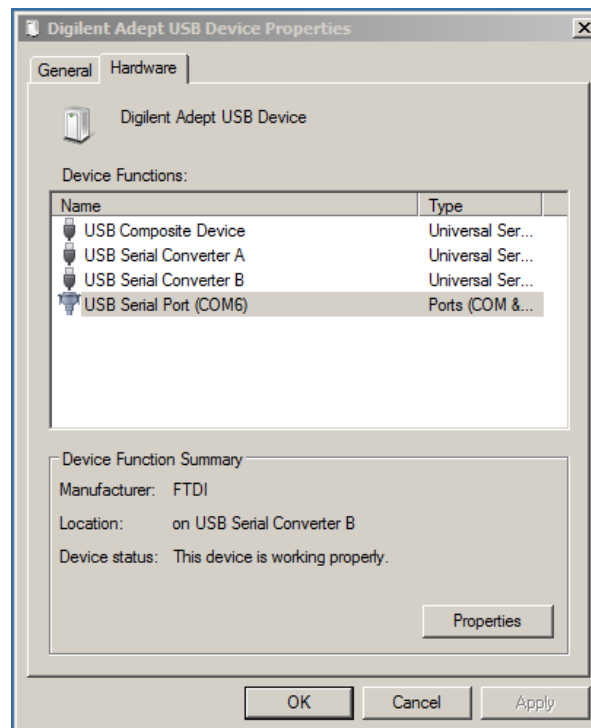 Digilent Adept USB Device Properties
General Hardware
Digilent Adept USB Device
Device Functions:
Name Type
USB Composite Device Universal Ser...
USB Serial Converter A Universal Ser...
USB Serial Converter B Universal Ser...
USB Serial Port (COM6) Ports (COM &...
Device Function Summary
Manufacturer: FTDI
Location: on USB Serial Converter B
Device status: This device is working properly.
Properties
OK Cancel Apply